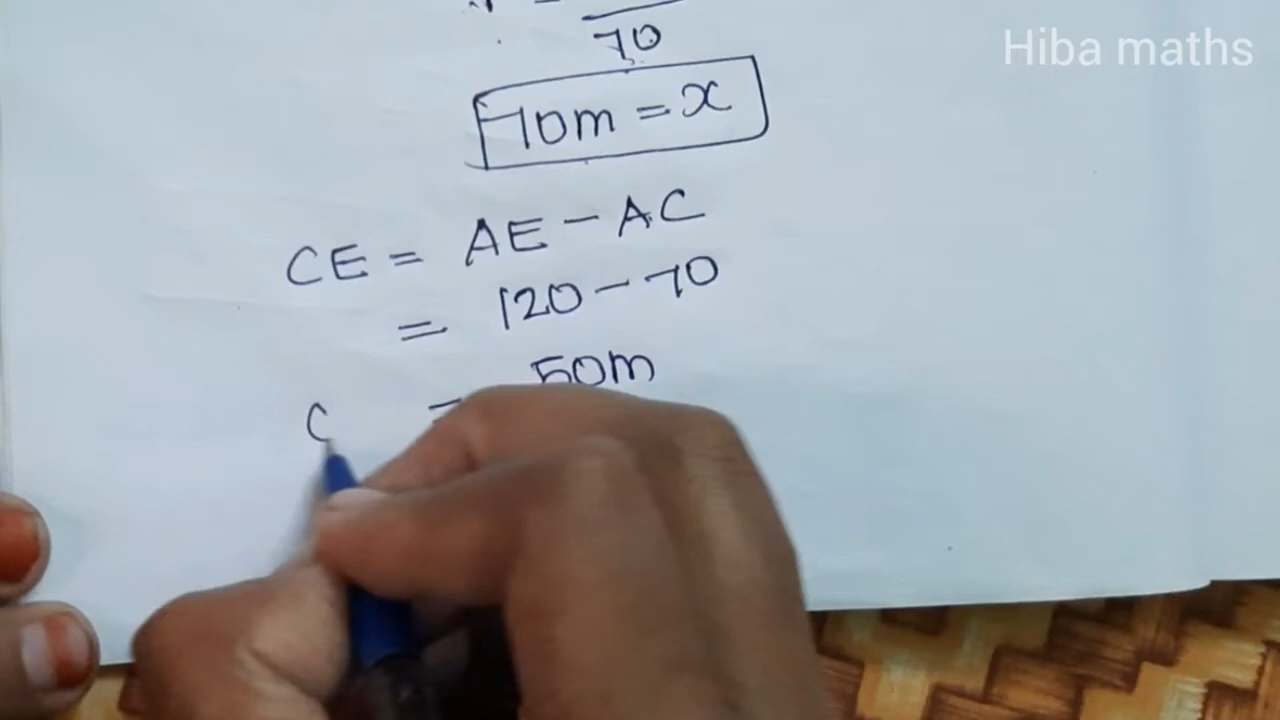 Hiba maths
70
70m = x
CE = AE - AC
= 120 - 70
= 50m
C